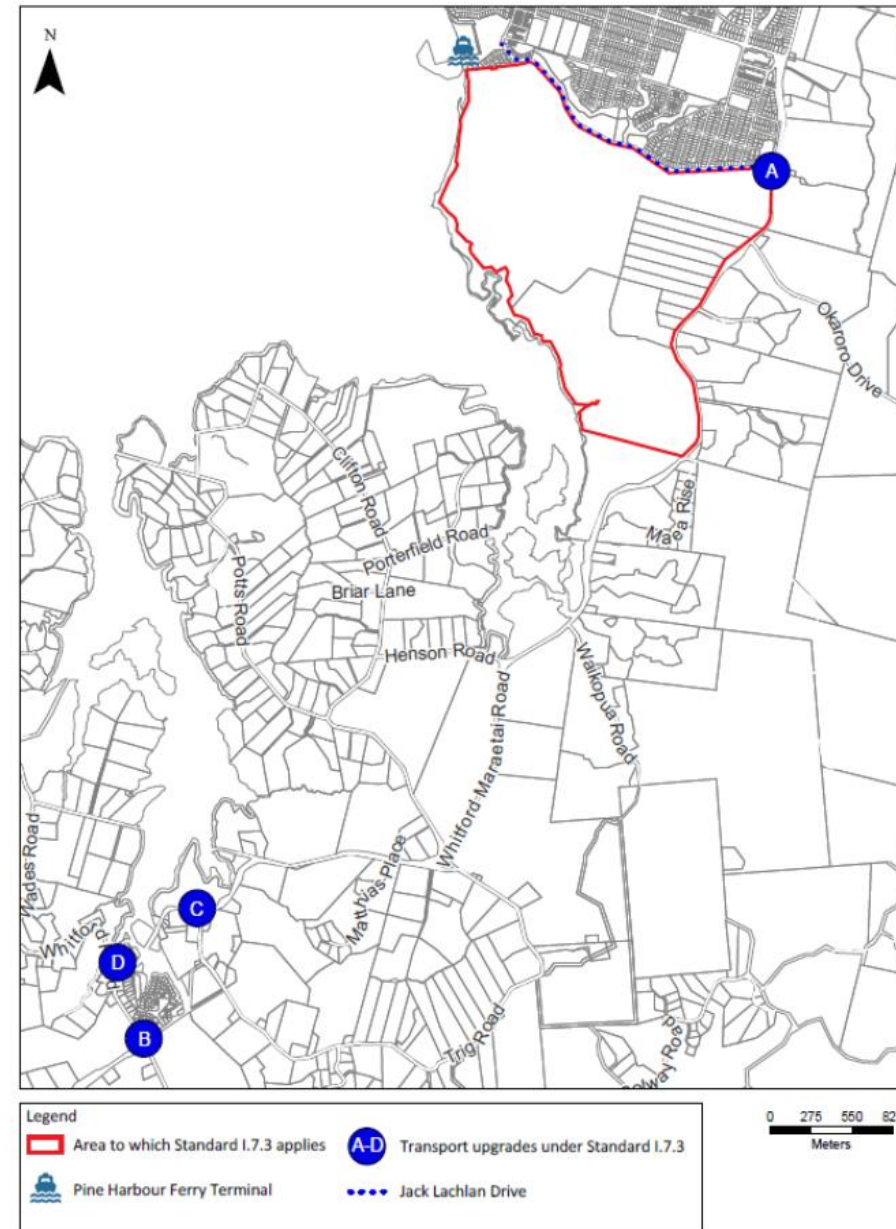 N
A
Okaroro Drive
Clifton Road
Porterfield Road
Maea Rise
Potts Road
Briar Lane
Henson Road
Waikopua Road
Whitford Maraetai Road
Wades Road
Matthias Place
C
Whitford
D
Trig Road
B
Legend
Area to which Standard I.7.3 applies
A-D Transport upgrades under Standard I.7.3
Pine Harbour Ferry Terminal
Jack Lachlan Drive
0 275 550 82
Meters